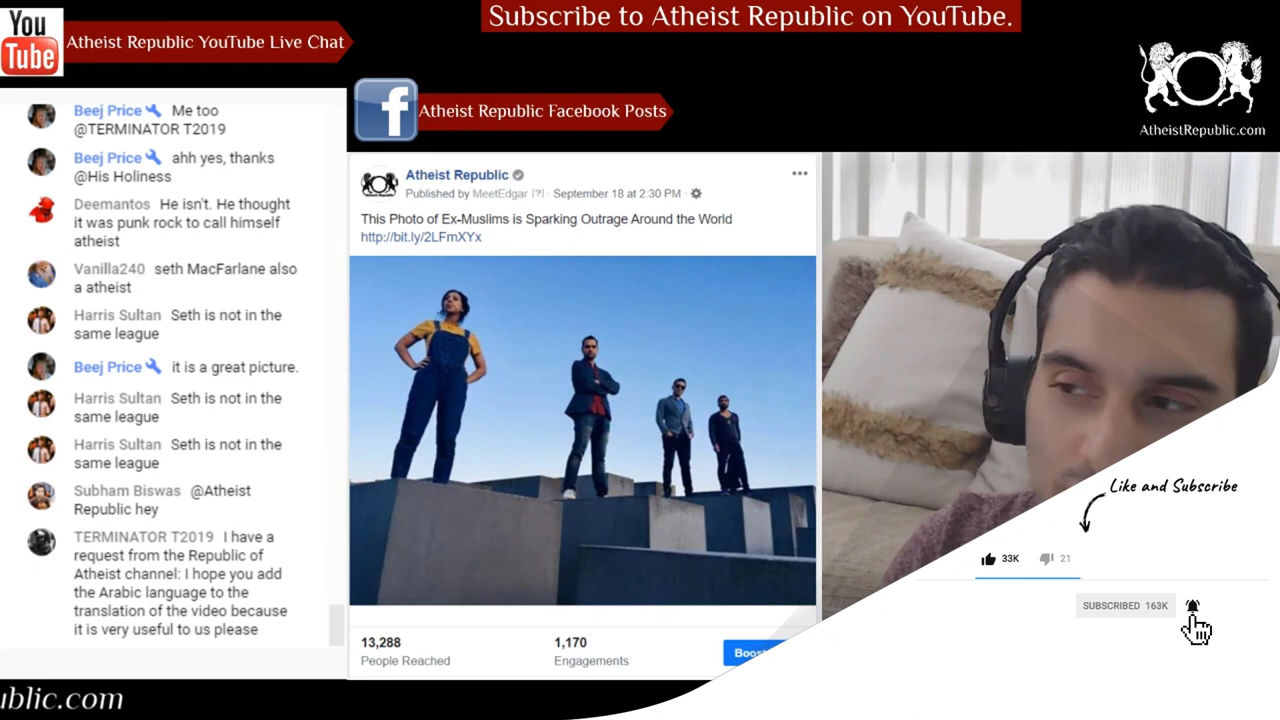 Subscribe to Atheist Republic on YouTube.
You
Tube
Atheist Republic YouTube Live Chat
AtheistRepublic.com
Atheist Republic Facebook Posts
Beej Price Me too
@TERMINATOR T2019
Beej Price ahh yes, thanks
@His Holiness
Deemantos He isn't. He thought
it was punk rock to call himself
atheist
Vanilla240 seth MacFarlane also
a atheist
Harris Sultan Seth is not in the
same league
Beej Price it is a great picture.
Harris Sultan Seth is not in the
same league
Harris Sultan Seth is not in the
same league
Subham Biswas @Atheist
Republic hey
TERMINATOR T2019 I have a
request from the Republic of
Atheist channel: I hope you add
the Arabic language to the
translation of the video because
it is very useful to us please
Atheist Republic
Published by MeetEdgar [?] · September 18 at 2:30 PM ·
This Photo of Ex-Muslims is Sparking Outrage Around the World
http://bit.ly/2LFmXYx
13,288
People Reached
1,170
Engagements
Boost
Like and Subscribe
33K 21
SUBSCRIBED 163K
ublic.com